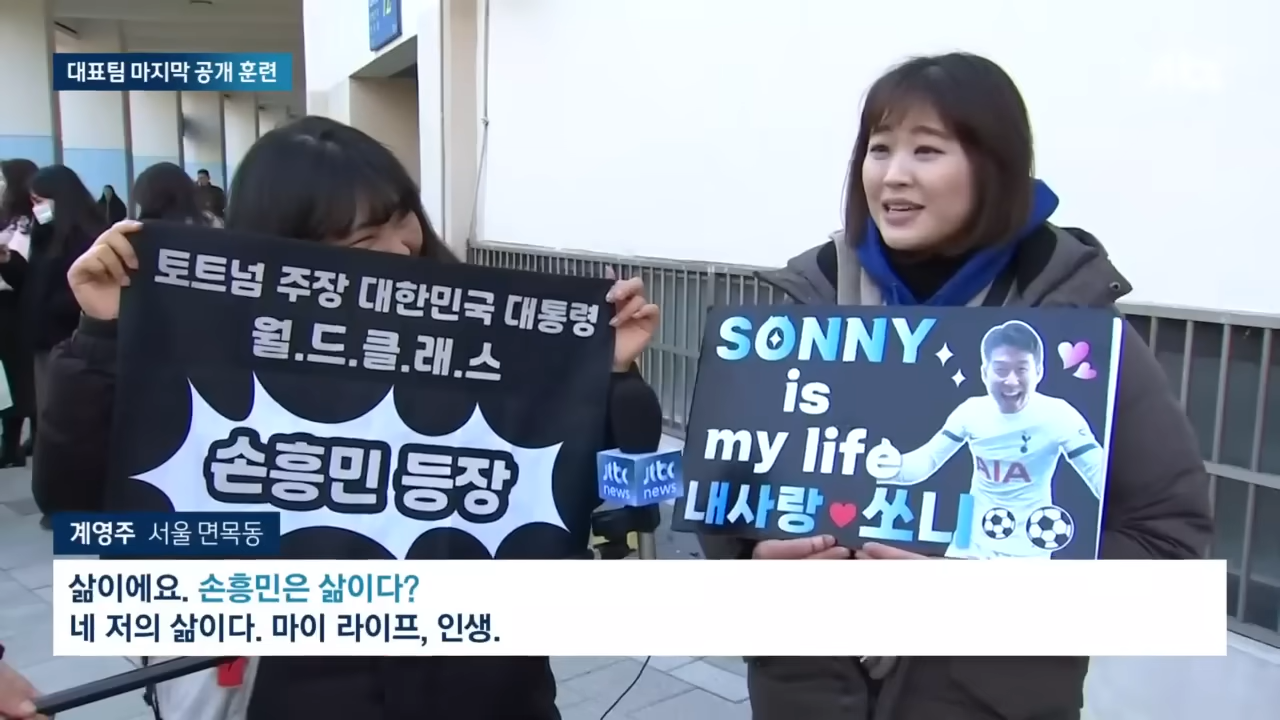 대표팀 마지막 공개 훈련
토트넘 주장 대한민국 대통령
월.드.클.래.스
손흥민 등장
SONNY
is
my life
내사랑 쏘니
AIA
jtbc
news
jtbc
news
계영주 서울 면목동
삶이에요. 손흥민은 삶이다?
네 저의 삶이다. 마이 라이프, 인생.